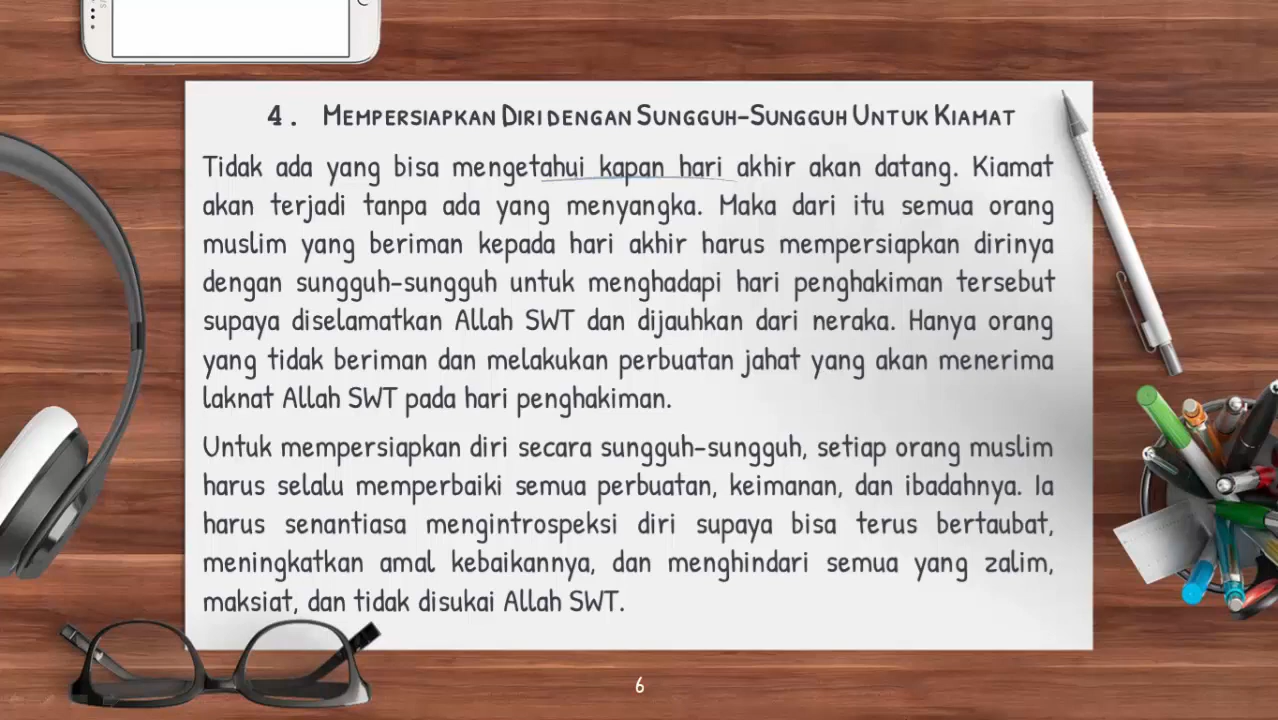 4. MEMPERSIAPKAN DIRI DENGAN SUNGGUH-SUNGGUH UNTUK KIAMAT
Tidak ada yang bisa mengetahui kapan hari akhir akan datang. Kiamat
akan terjadi tanpa ada yang menyangka. Maka dari itu semua orang
muslim yang beriman kepada hari akhir harus mempersiapkan dirinya
dengan sungguh-sungguh untuk menghadapi hari penghakiman tersebut
supaya diselamatkan Allah SWT dan dijauhkan dari neraka. Hanya orang
yang tidak beriman dan melakukan perbuatan jahat yang akan menerima
laknat Allah SWT pada hari penghakiman.
Untuk mempersiapkan diri secara sungguh-sungguh, setiap orang muslim
harus selalu memperbaiki semua perbuatan, keimanan, dan ibadahnya. Ia
harus senantiasa mengintrospeksi diri supaya bisa terus bertaubat,
meningkatkan amal kebaikannya, dan menghindari semua yang zalim,
maksiat, dan tidak disukai Allah SWT.
6